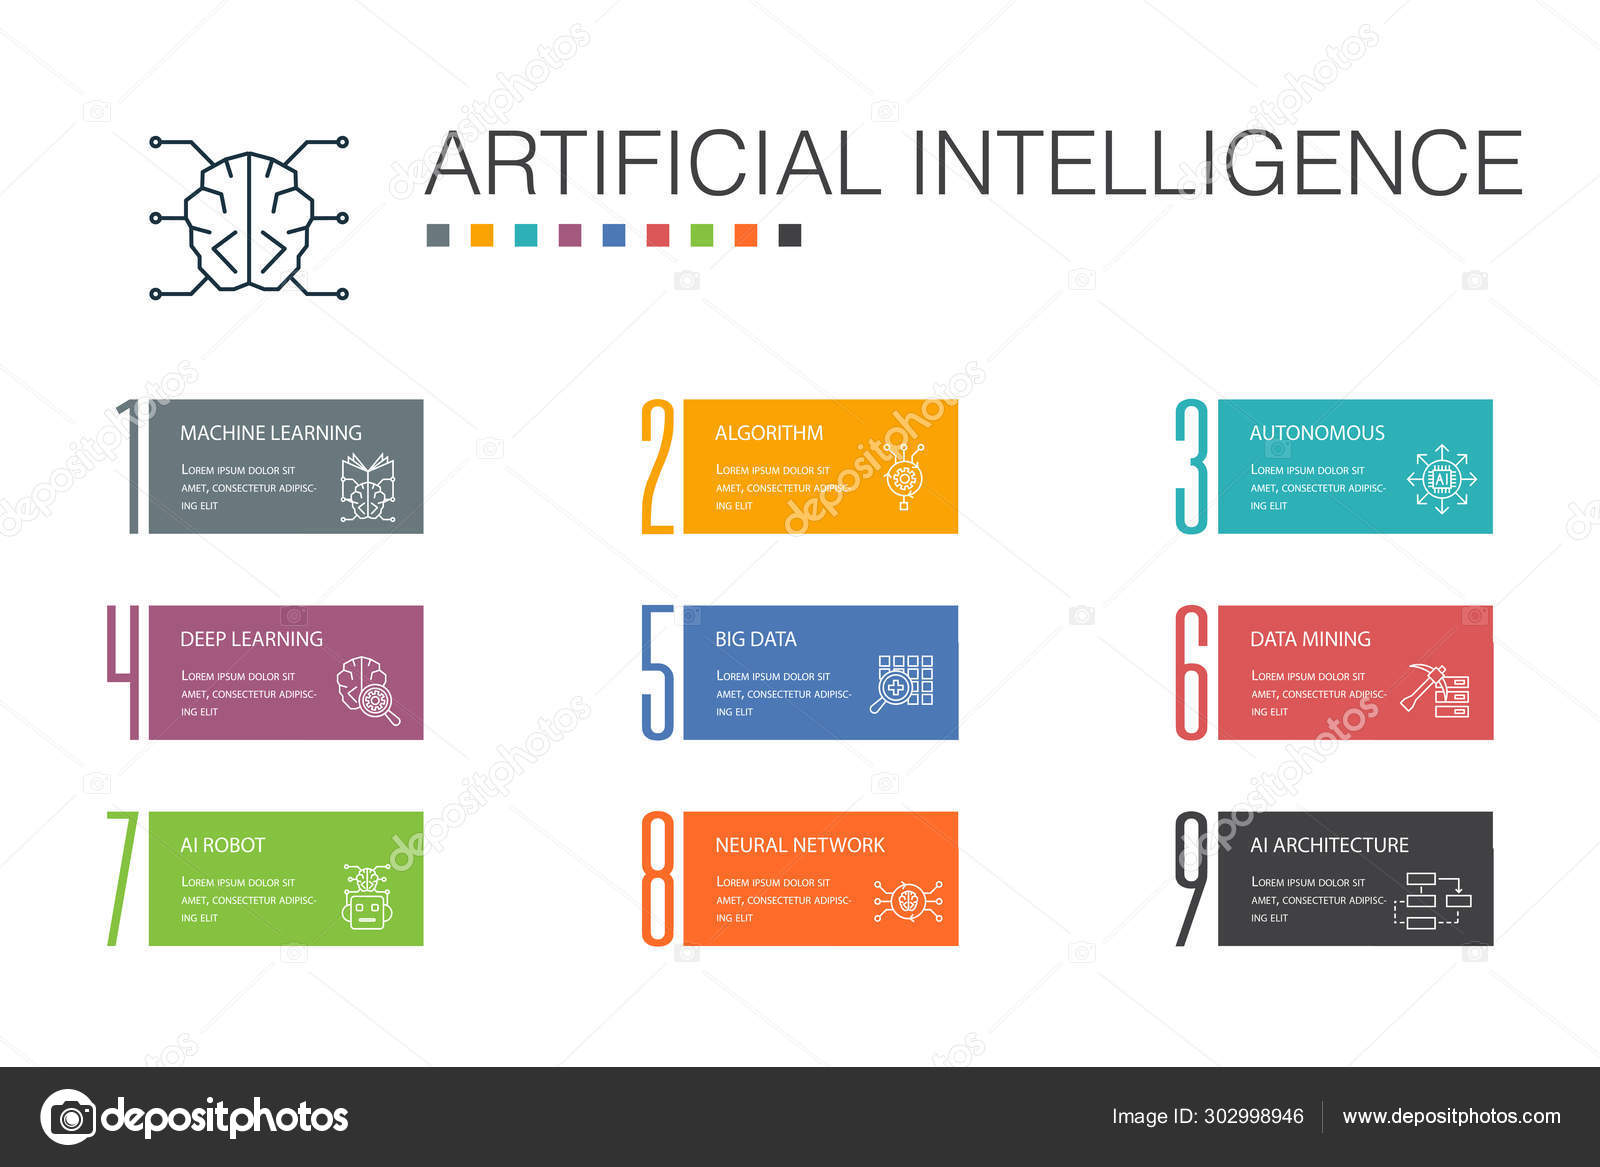 ARTIFICIAL INTELLIGENCE
1
MACHINE LEARNING
Lorem ipsum dolor sit
amet, consectetur adipisc-
ing elit
2
ALGORITHM
Lorem ipsum dolor sit
amet, consectetur adipisc-
ing elit
3
AUTONOMOUS
Lorem ipsum dolor sit
amet, consectetur adipisc-
ing elit
AI
4
DEEP LEARNING
Lorem ipsum dolor sit
amet, consectetur adipisc-
ing elit
5
BIG DATA
Lorem ipsum dolor sit
amet, consectetur adipisc-
ing elit
6
DATA MINING
Lorem ipsum dolor sit
amet, consectetur adipisc-
ing elit
7
AI ROBOT
Lorem ipsum dolor sit
amet, consectetur adipisc-
ing elit
8
NEURAL NETWORK
Lorem ipsum dolor sit
amet, consectetur adipisc-
ing elit
9
AI ARCHITECTURE
Lorem ipsum dolor sit
amet, consectetur adipisc-
ing elit
depositphotos
Image ID: 302998946
www.depositphotos.com